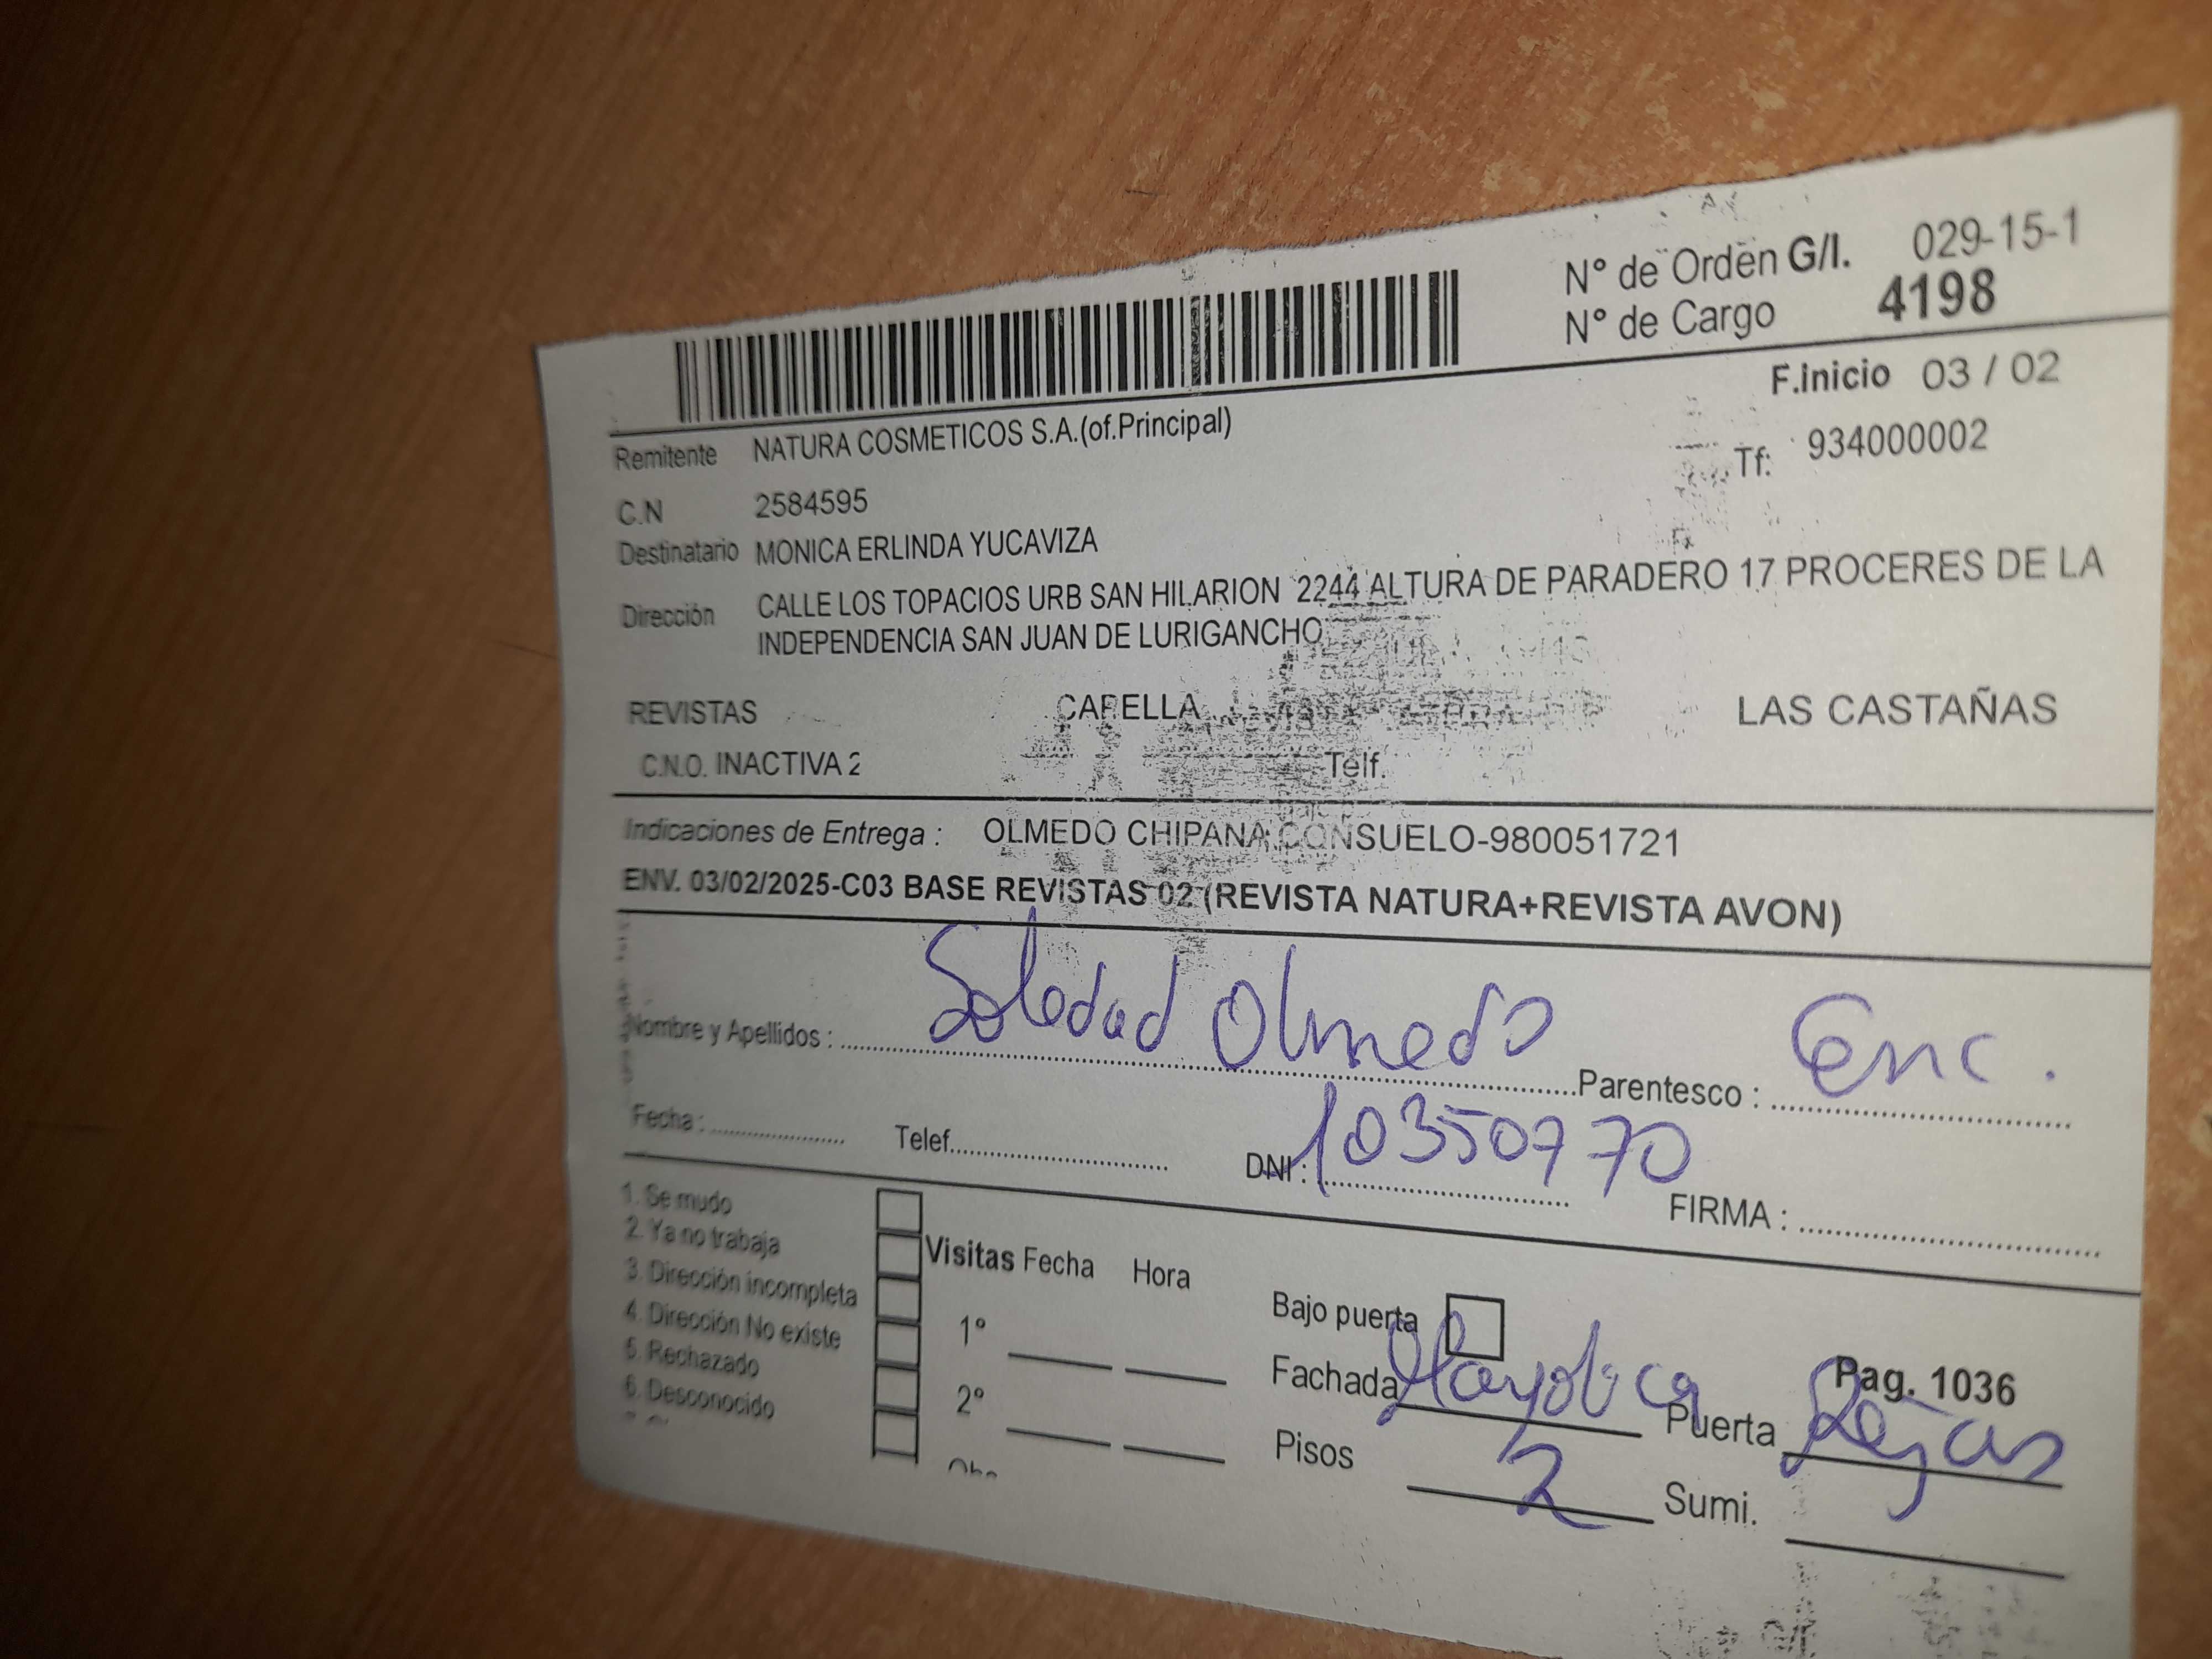 N° de Orden G/I. 029-15-1
N° de Cargo 4198
F.inicio 03 / 02
Remitente NATURA COSMETICOS S.A.(of.Principal)
Tf: 934000002
C.N 2584595
Destinatario MONICA ERLINDA YUCAVIZA
Dirección CALLE LOS TOPACIOS URB SAN HILARION 2244 ALTURA DE PARADERO 17 PROCERES DE LA
INDEPENDENCIA SAN JUAN DE LURIGANCHO
REVISTAS CAPELLA LAS CASTAÑAS
C.N.O. INACTIVA 2 Telf.
Indicaciones de Entrega : OLMEDO CHIPANA CONSUELO-980051721
ENV. 03/02/2025-C03 BASE REVISTAS 02 (REVISTA NATURA+REVISTA AVON)
Nombre y Apellidos : Soledad Olmedo Parentesco : Enc.
Fecha : Telef. DNI : 10350770 FIRMA :
1. Se mudo
2. Ya no trabaja
3. Dirección incompleta
4. Dirección No existe
5. Rechazado
6. Desconocido
Visitas Fecha Hora
1°
2°
Bajo puerta
Pag. 1036
Fachada Mayolica Puerta Rejas
Pisos 2 Sumi.